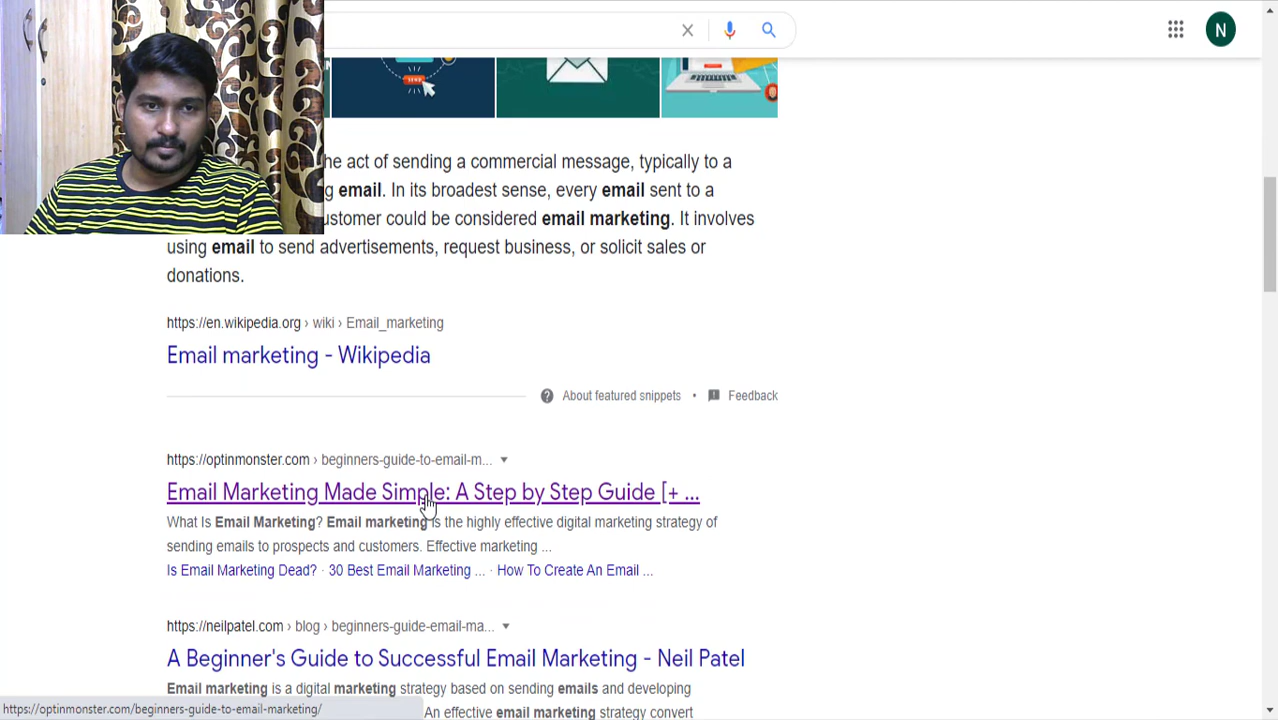 N
he act of sending a commercial message, typically to a
g email. In its broadest sense, every email sent to a
ustomer could be considered email marketing. It involves
using email to send advertisements, request business, or solicit sales or
donations.
https://en.wikipedia.org › wiki › Email_marketing
Email marketing - Wikipedia
About featured snippets • Feedback
https://optinmonster.com › beginners-guide-to-email-m...
Email Marketing Made Simple: A Step by Step Guide [+ ...
What Is Email Marketing? Email marketing is the highly effective digital marketing strategy of
sending emails to prospects and customers. Effective marketing ...
Is Email Marketing Dead? · 30 Best Email Marketing ... · How To Create An Email ...
https://neilpatel.com › blog › beginners-guide-email-ma...
A Beginner's Guide to Successful Email Marketing - Neil Patel
Email marketing is a digital marketing strategy based on sending emails and developing
An effective email marketing strategy convert
https://optinmonster.com/beginners-guide-to-email-marketing/